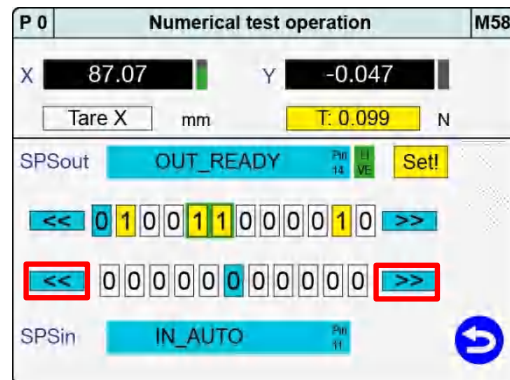 P 0 Numerical test operation M58
X 87.07 Y -0.047
Tare X mm T: 0.099 N
SPSout OUT_READY Pin 14 LI VE Set!
<< 0 1 0 0 1 1 0 0 0 0 1 0 >>
<< 0 0 0 0 0 0 0 0 0 0 0 >>
SPSin IN_AUTO Pin 11